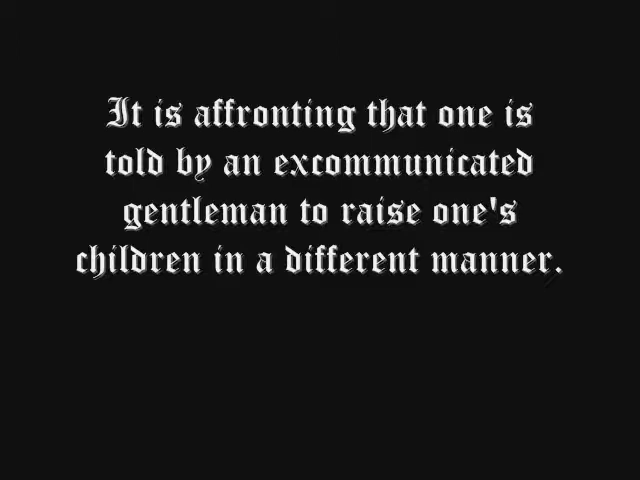 It is affronting that one is
told by an excommunicated
gentleman to raise one's
children in a different manner.